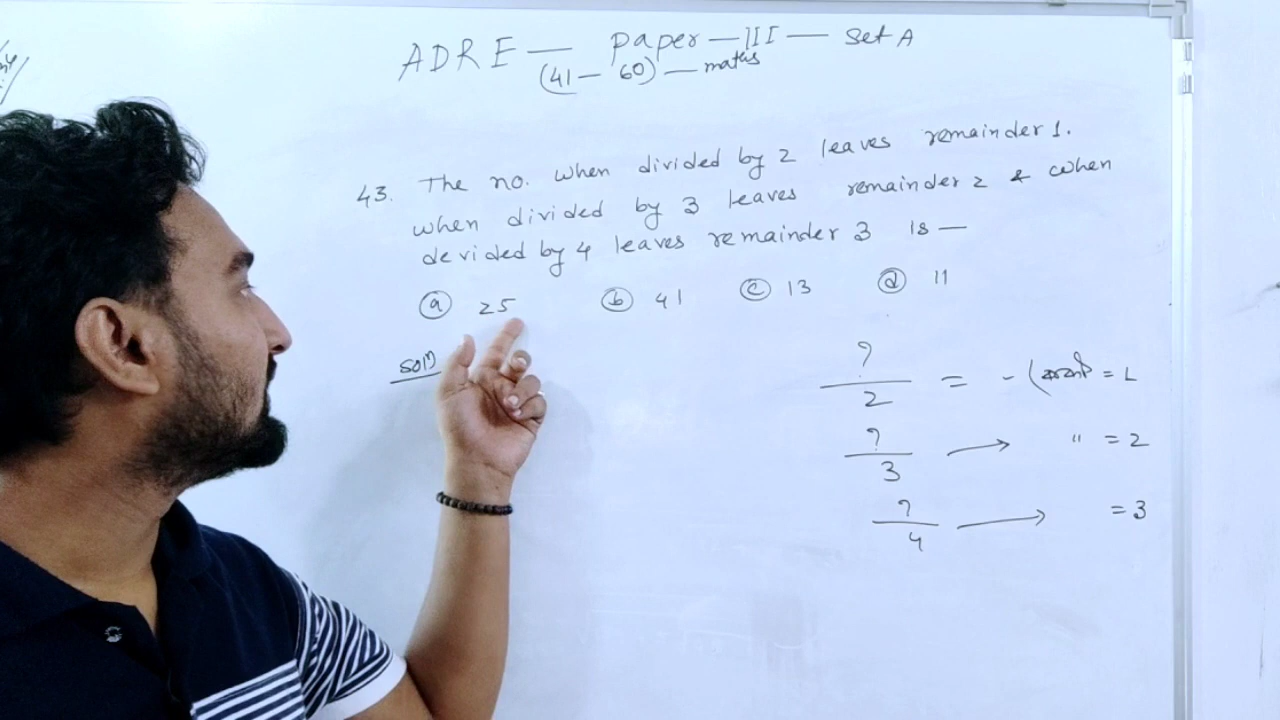 ADRE — Paper — III — Set A
(41 — 60) — maths
43. The no. when divided by 2 leaves remainder 1.
when divided by 3 leaves remainder 2 & when
devided by 4 leaves remainder 3 is —
(a) 25 (b) 41 (c) 13 (d) 11
Sol)
?/2 = - ( = 1
?/3 → " = 2
?/4 → = 3